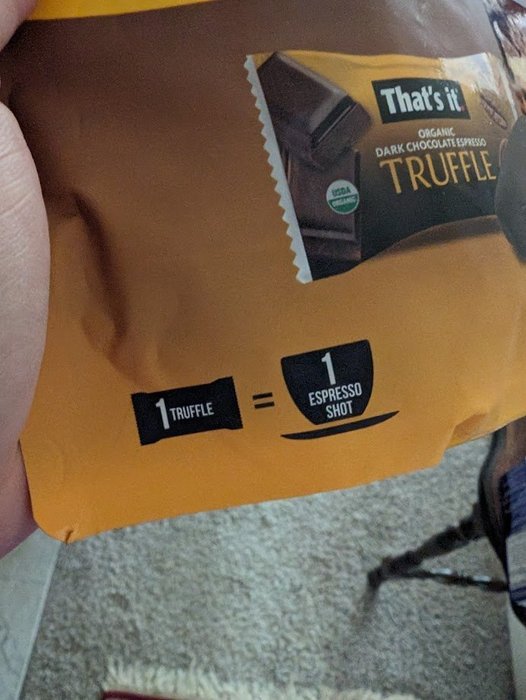 That's it.
ORGANIC
DARK CHOCOLATE ESPRESSO
TRUFFLE
USDA
ORGANIC
1 TRUFFLE
=
1
ESPRESSO
SHOT